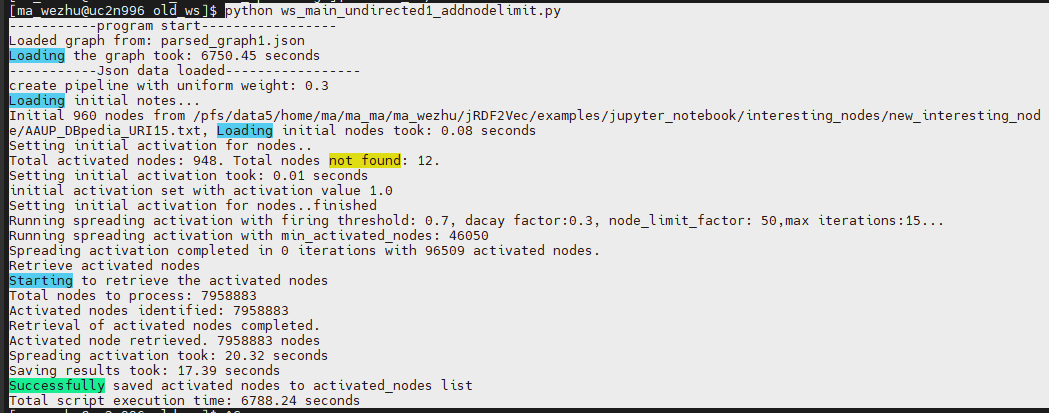 [ma_wezhu@uc2n996 old_ws]$ python ws_main_undirected1_addnodelimit.py
-----------program start-----------------
Loaded graph from: parsed_graph1.json
Loading the graph took: 6750.45 seconds
-----------Json data loaded-----------------
create pipeline with uniform weight: 0.3
Loading initial notes...
Initial 960 nodes from /pfs/data5/home/ma/ma_ma/ma_wezhu/jRDF2Vec/examples/jupyter_notebook/interesting_nodes/new_interesting_nod
e/AAUP_DBpedia_URI15.txt, Loading initial nodes took: 0.08 seconds
Setting initial activation for nodes..
Total activated nodes: 948. Total nodes not found: 12.
Setting initial activation took: 0.01 seconds
initial activation set with activation value 1.0
Setting initial activation for nodes..finished
Running spreading activation with firing threshold: 0.7, dacay factor:0.3, node_limit_factor: 50,max iterations:15...
Running spreading activation with min_activated_nodes: 46050
Spreading activation completed in 0 iterations with 96509 activated nodes.
Retrieve activated nodes
Starting to retrieve the activated nodes
Total nodes to process: 7958883
Activated nodes identified: 7958883
Retrieval of activated nodes completed.
Activated node retrieved. 7958883 nodes
Spreading activation took: 20.32 seconds
Saving results took: 17.39 seconds
Successfully saved activated nodes to activated_nodes list
Total script execution time: 6788.24 seconds